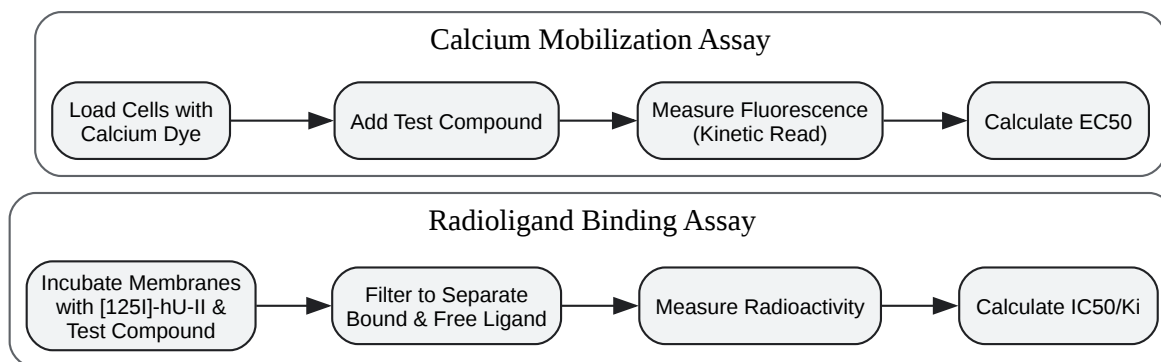 Calcium Mobilization Assay
Load Cells with
Calcium Dye
Add Test Compound
Measure Fluorescence
(Kinetic Read)
Calculate EC50
Radioligand Binding Assay
Incubate Membranes
with [125I]-hU-II &
Test Compound
Filter to Separate
Bound & Free Ligand
Measure Radioactivity
Calculate IC50/Ki